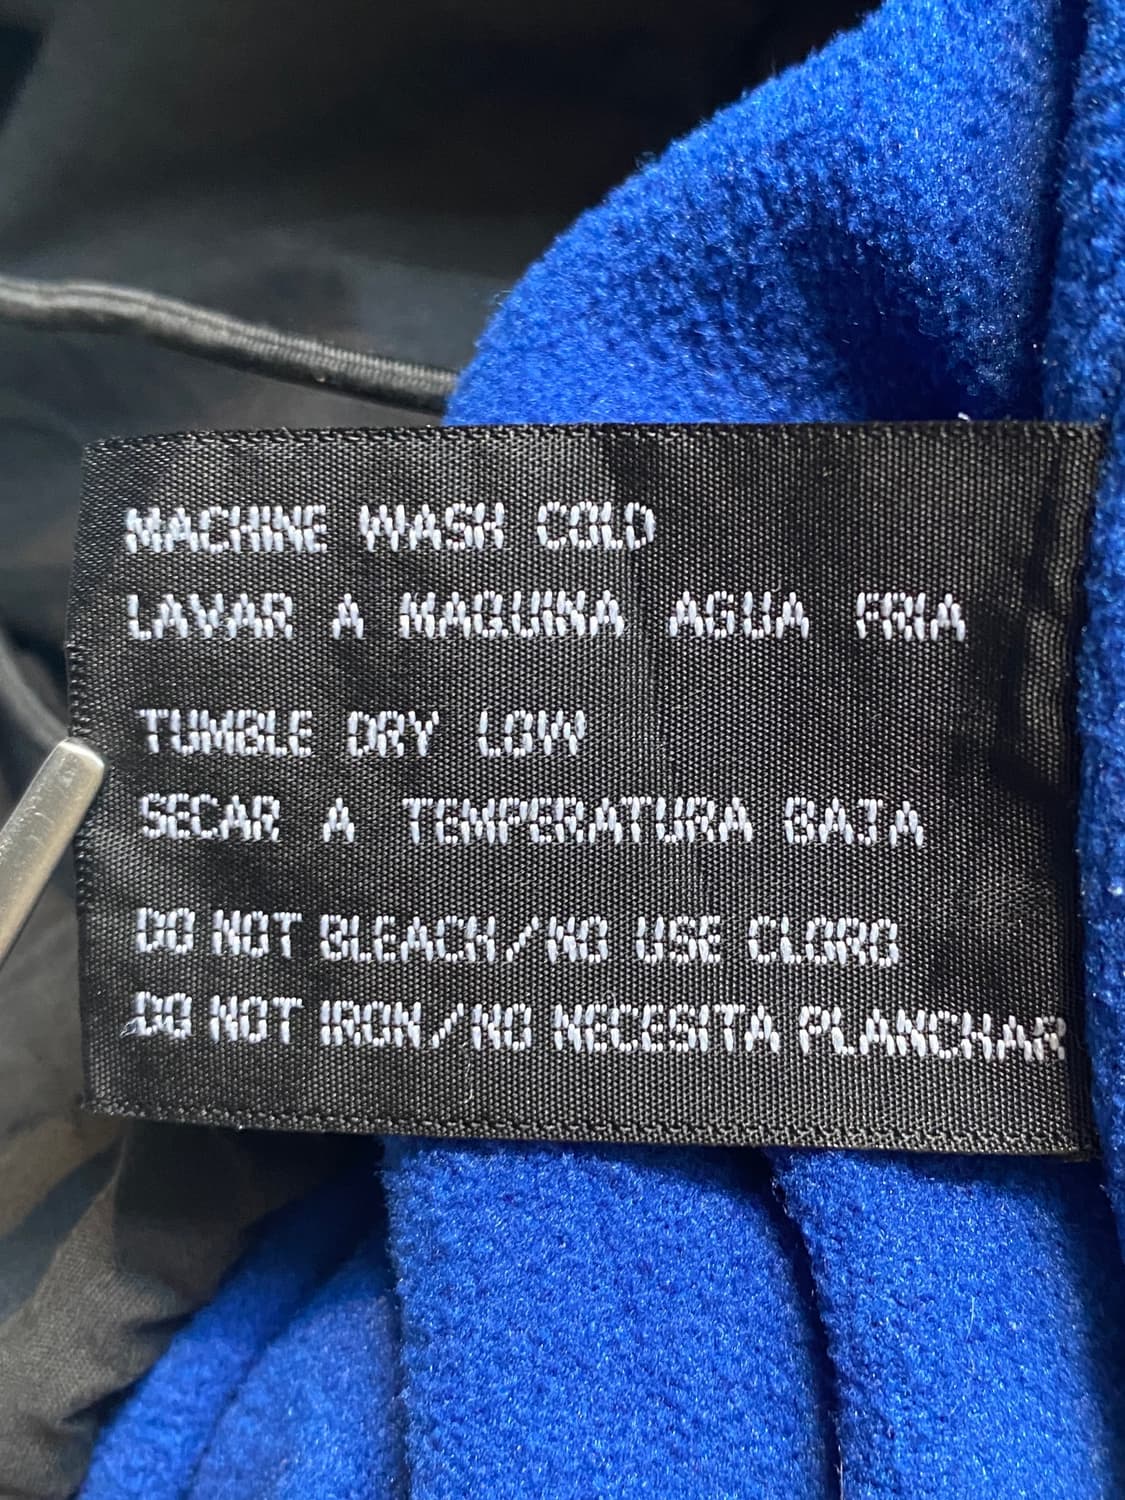 MACHINE WASH COLD
LAVAR A MAQUINA AGUA FRIA
TUMBLE DRY LOW
SECAR A TEMPERATURA BAJA
DO NOT BLEACH/NO USE CLORO
DO NOT IRON/NO NECESITA PLANCHAR